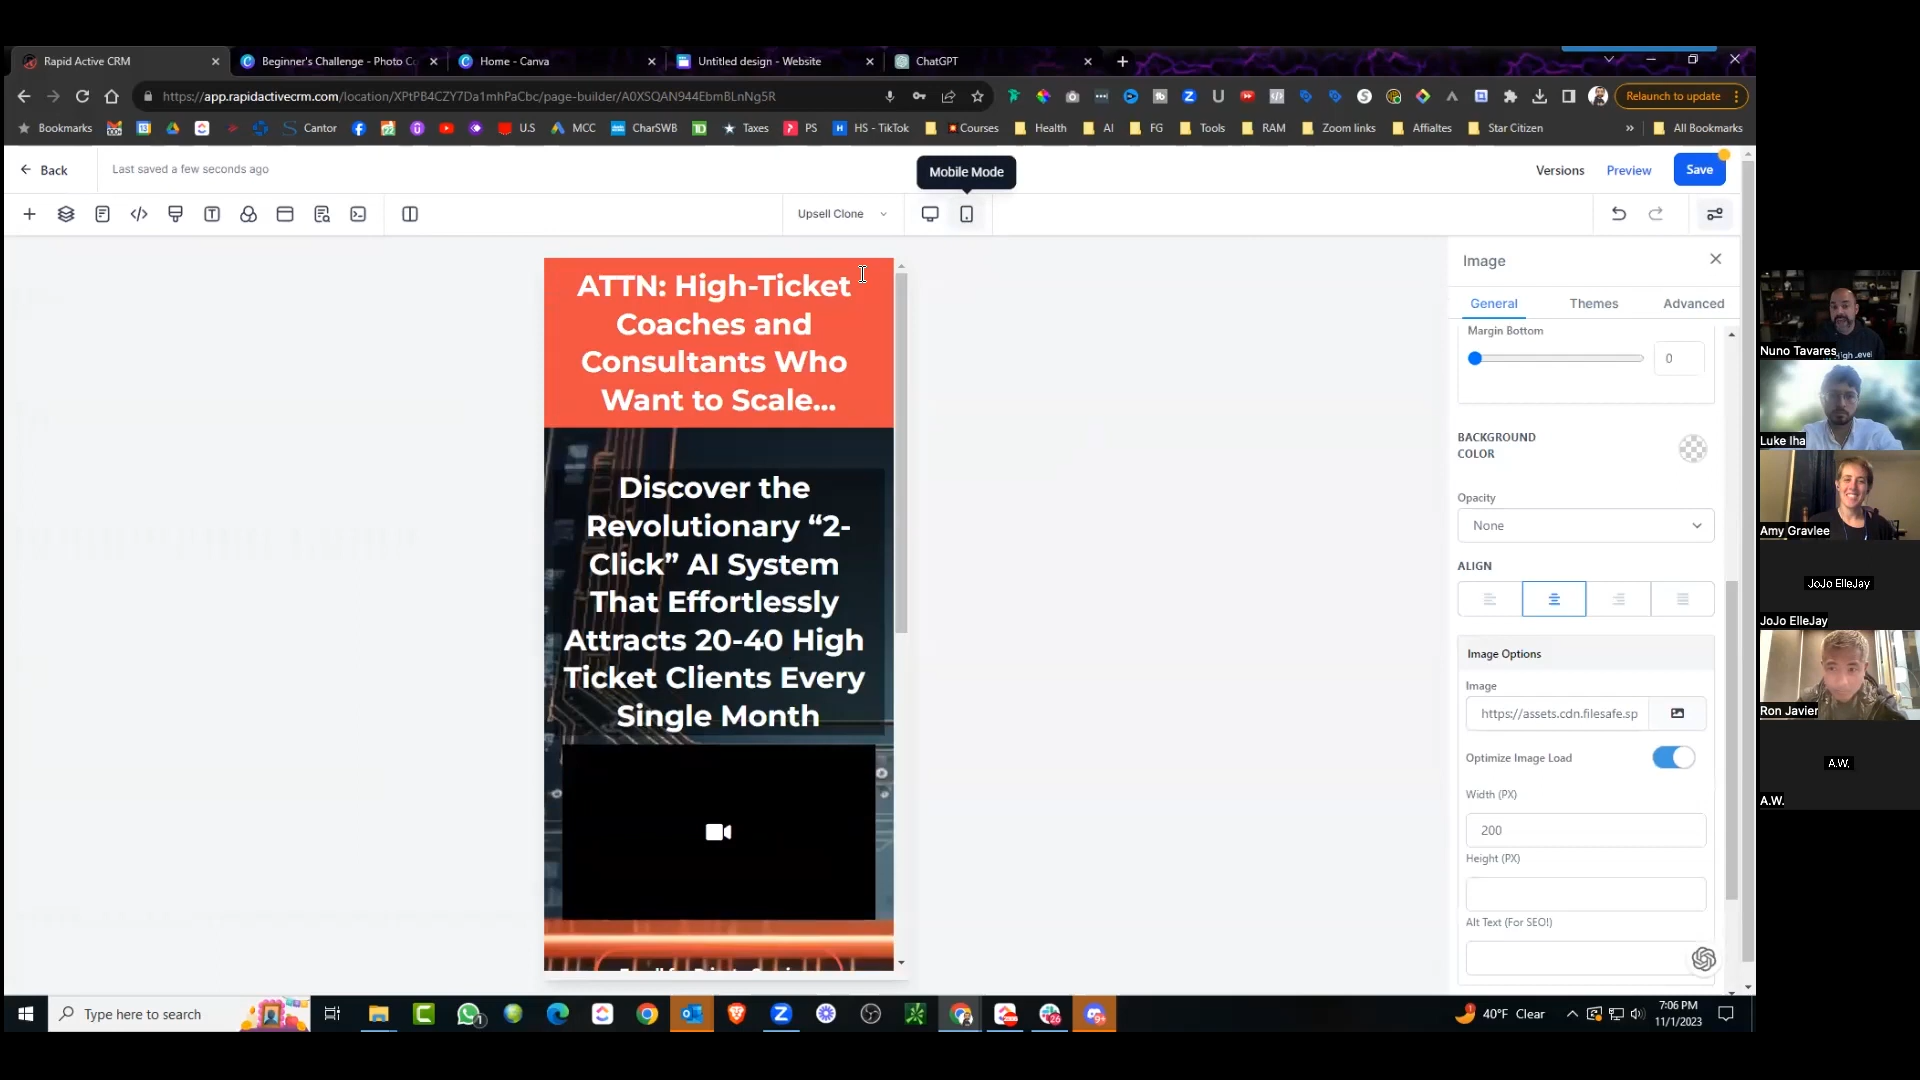 Rapid Active CRM
Beginner's Challenge - Photo Co
Home - Canva
Untitled design - Website
ChatGPT
https://app.rapidactivecrm.com/location/XPtPB4CZY7Da1mhPaCbc/page-builder/A0XSQAN944EbmBLnNg5R
Relaunch to update
Bookmarks
Cantor
U.S
MCC
CharSWB
Taxes
PS
HS - TikTok
Courses
Health
AI
FG
Tools
RAM
Zoom links
Affialtes
Star Citizen
All Bookmarks
Back
Last saved a few seconds ago
Mobile Mode
Versions
Preview
Save
Upsell Clone
ATTN: High-Ticket
Coaches and
Consultants Who
Want to Scale...
Discover the
Revolutionary “2-
Click” AI System
That Effortlessly
Attracts 20-40 High
Ticket Clients Every
Single Month
Image
General
Themes
Advanced
Margin Bottom
0
BACKGROUND
COLOR
Opacity
None
ALIGN
Image Options
Image
https://assets.cdn.filesafe.sp
Optimize Image Load
Width (PX)
200
Height (PX)
Alt Text (For SEO!)
Nuno Tavares
Luke Iha
Amy Gravlee
JoJo ElleJay
JoJo ElleJay
Ron Javier
A.W.
A.W.
Type here to search
40°F Clear
7:06 PM
11/1/2023